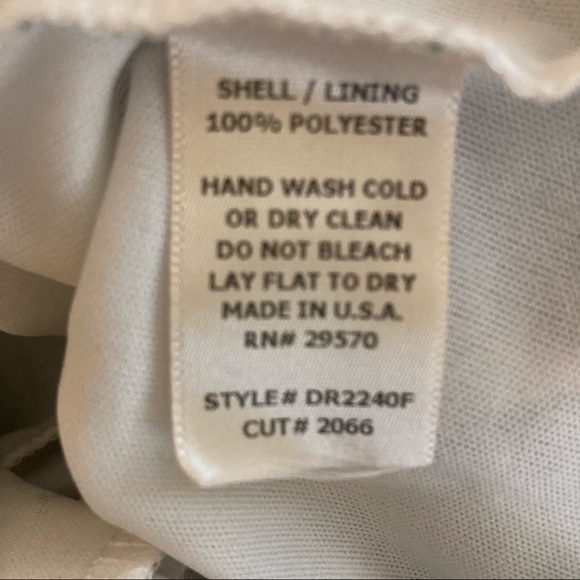 SHELL / LINING
100% POLYESTER
HAND WASH COLD
OR DRY CLEAN
DO NOT BLEACH
LAY FLAT TO DRY
MADE IN U.S.A.
RN# 29570
STYLE# DR2240F
CUT# 2066